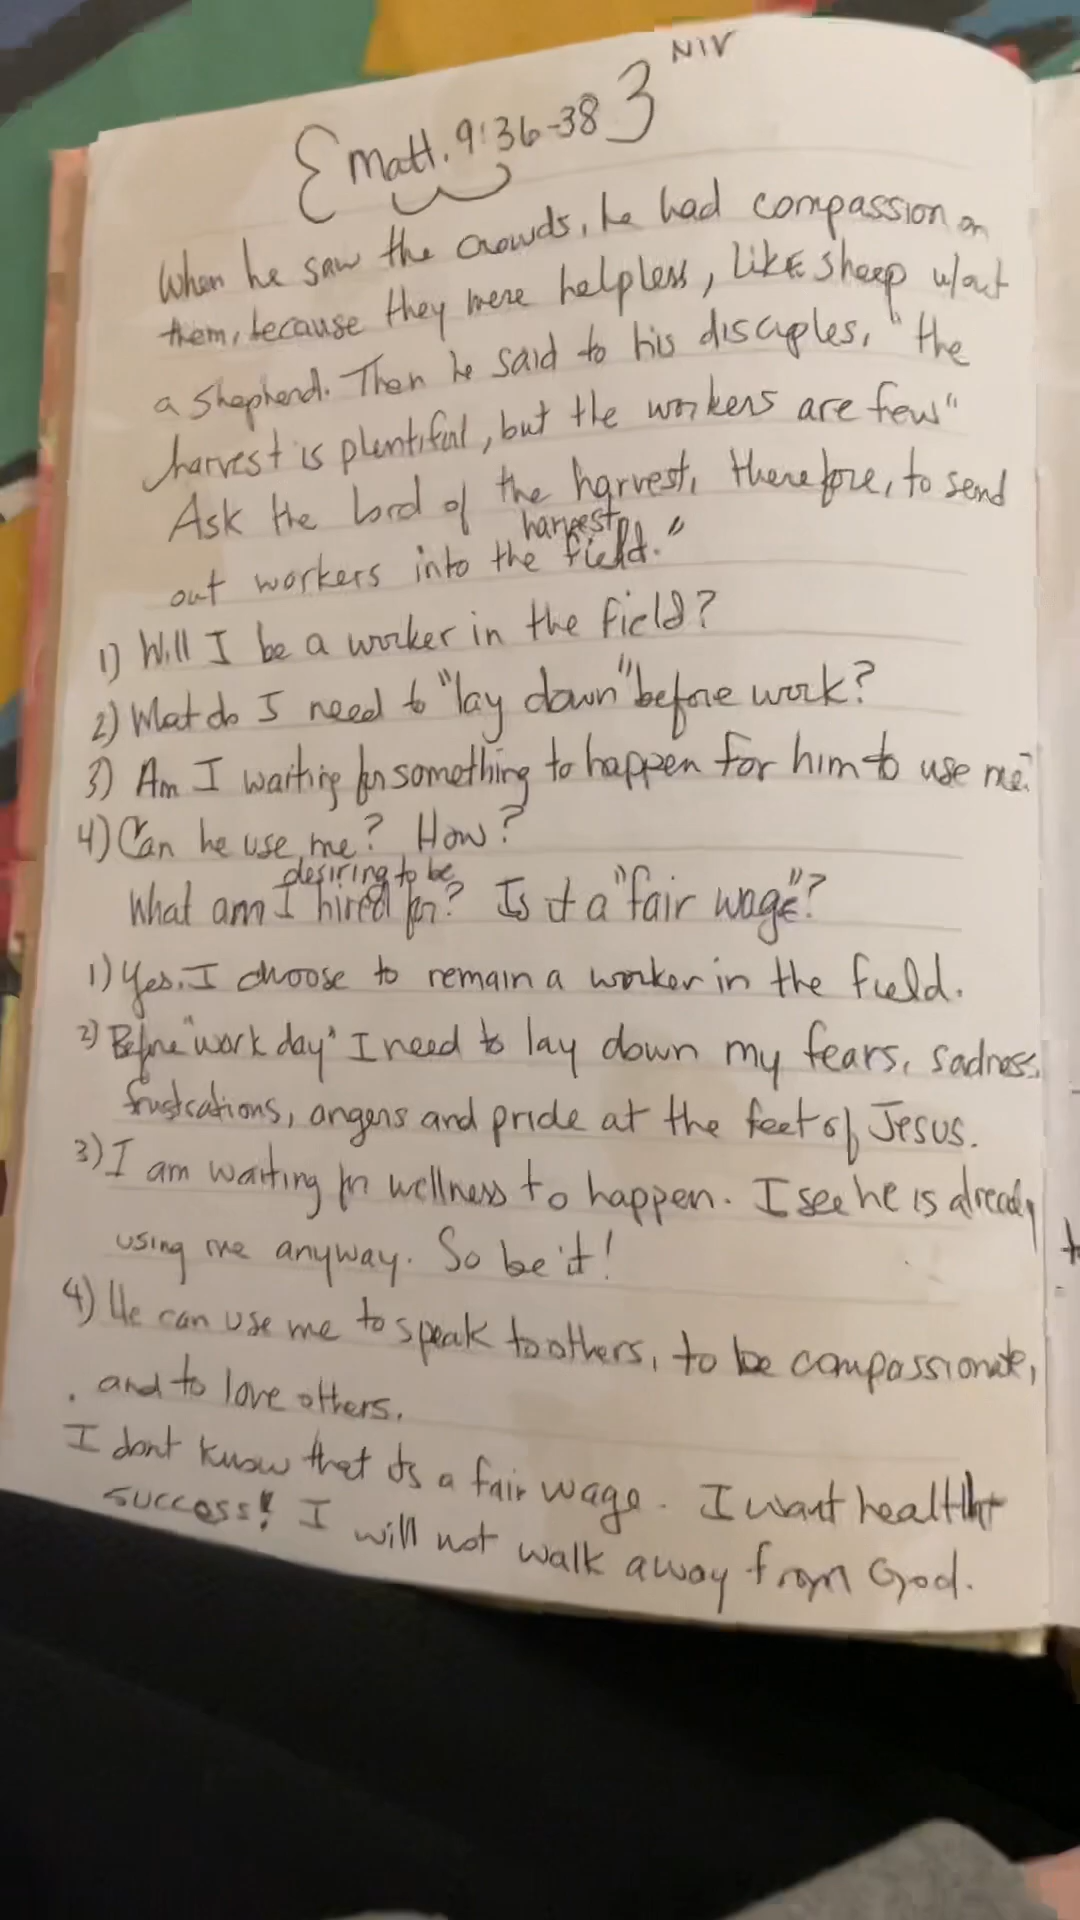 NIV
{ Matt. 9:36-38 }
When he saw the crowds, he had compassion on
them, because they were helpless, like sheep w/out
a shepherd. Then he said to his disciples, "the
harvest is plentiful, but the workers are few"
Ask the Lord of the harvest, therefore, to send
harvest
out workers into the field."
1) Will I be a worker in the field?
2) What do I need to "lay down" before work?
3) Am I waiting for something to happen for him to use me?
4) Can he use me? How?
desiring to be
What am I hired for? Is it a "fair wage"?
1) Yes. I choose to remain a worker in the field.
2) Before "work day" I need to lay down my fears, sadness,
frustrations, angers and pride at the feet of Jesus.
3) I am waiting for wellness to happen. I see he is already
using me anyway. So be it!
4) He can use me to speak to others, to be compassionate,
and to love others.
I dont know that its a fair wage. I want health
success! I will not walk away from God.